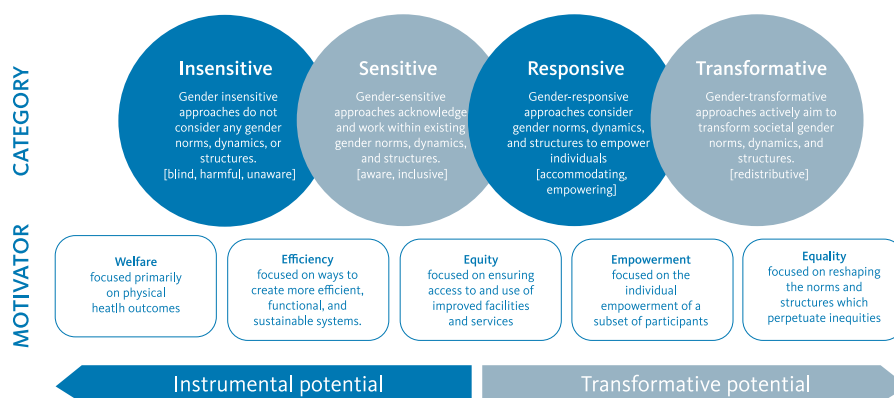 CATEGORY
Insensitive
Gender insensitive
approaches do not
consider any gender
norms, dynamics, or
structures.
[blind, harmful, unaware]
Sensitive
Gender-sensitive
approaches acknowledge
and work within existing
gender norms, dynamics,
and structures.
[aware, inclusive]
Responsive
Gender-responsive
approaches consider
gender norms, dynamics,
and structures to empower
individuals
[accommodating,
empowering]
Transformative
Gender-transformative
approaches actively aim to
transform societal gender
norms, dynamics, and
structures.
[redistributive]
MOTIVATOR
Welfare
focused primarily
on physical
heatlh outcomes
Efficiency
focused on ways to
create more efficient,
functional, and
sustainable systems.
Equity
focused on ensuring
access to and use of
improved facilities
and services
Empowerment
focused on the
individual
empowerment of a
subset of participants
Equality
focused on reshaping
the norms and
structures which
perpetuate inequities
Instrumental potential
Transformative potential